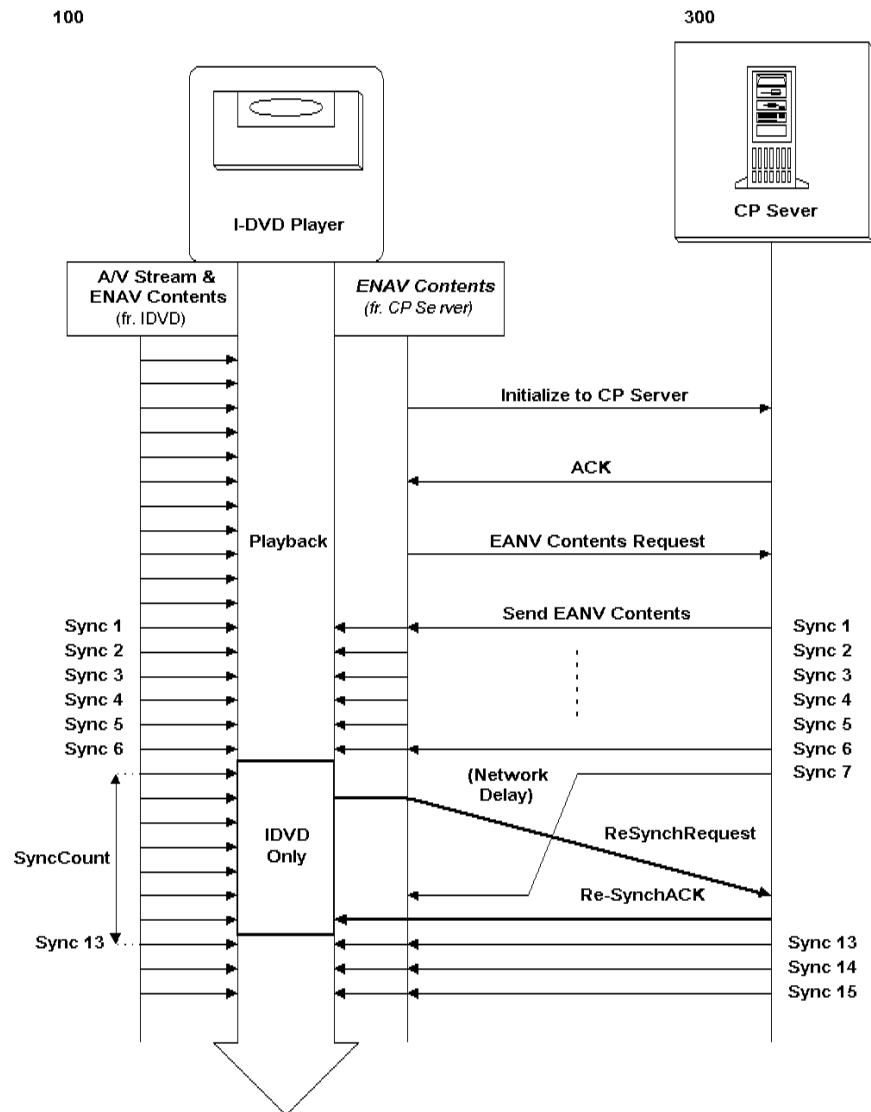 100
300
I-DVD Player
CP Sever
A/V Stream &
ENAV Contents
(fr. IDVD)
ENAV Contents
(fr. CP Server)
Initialize to CP Server
ACK
Playback
EANV Contents Request
Send EANV Contents
Sync 1
Sync 1
Sync 2
Sync 2
Sync 3
Sync 3
Sync 4
Sync 4
Sync 5
Sync 5
Sync 6
Sync 6
Sync 7
(Network
Delay)
IDVD
Only
ReSynchRequest
SyncCount
Re-SynchACK
Sync 13
Sync 13
Sync 14
Sync 15